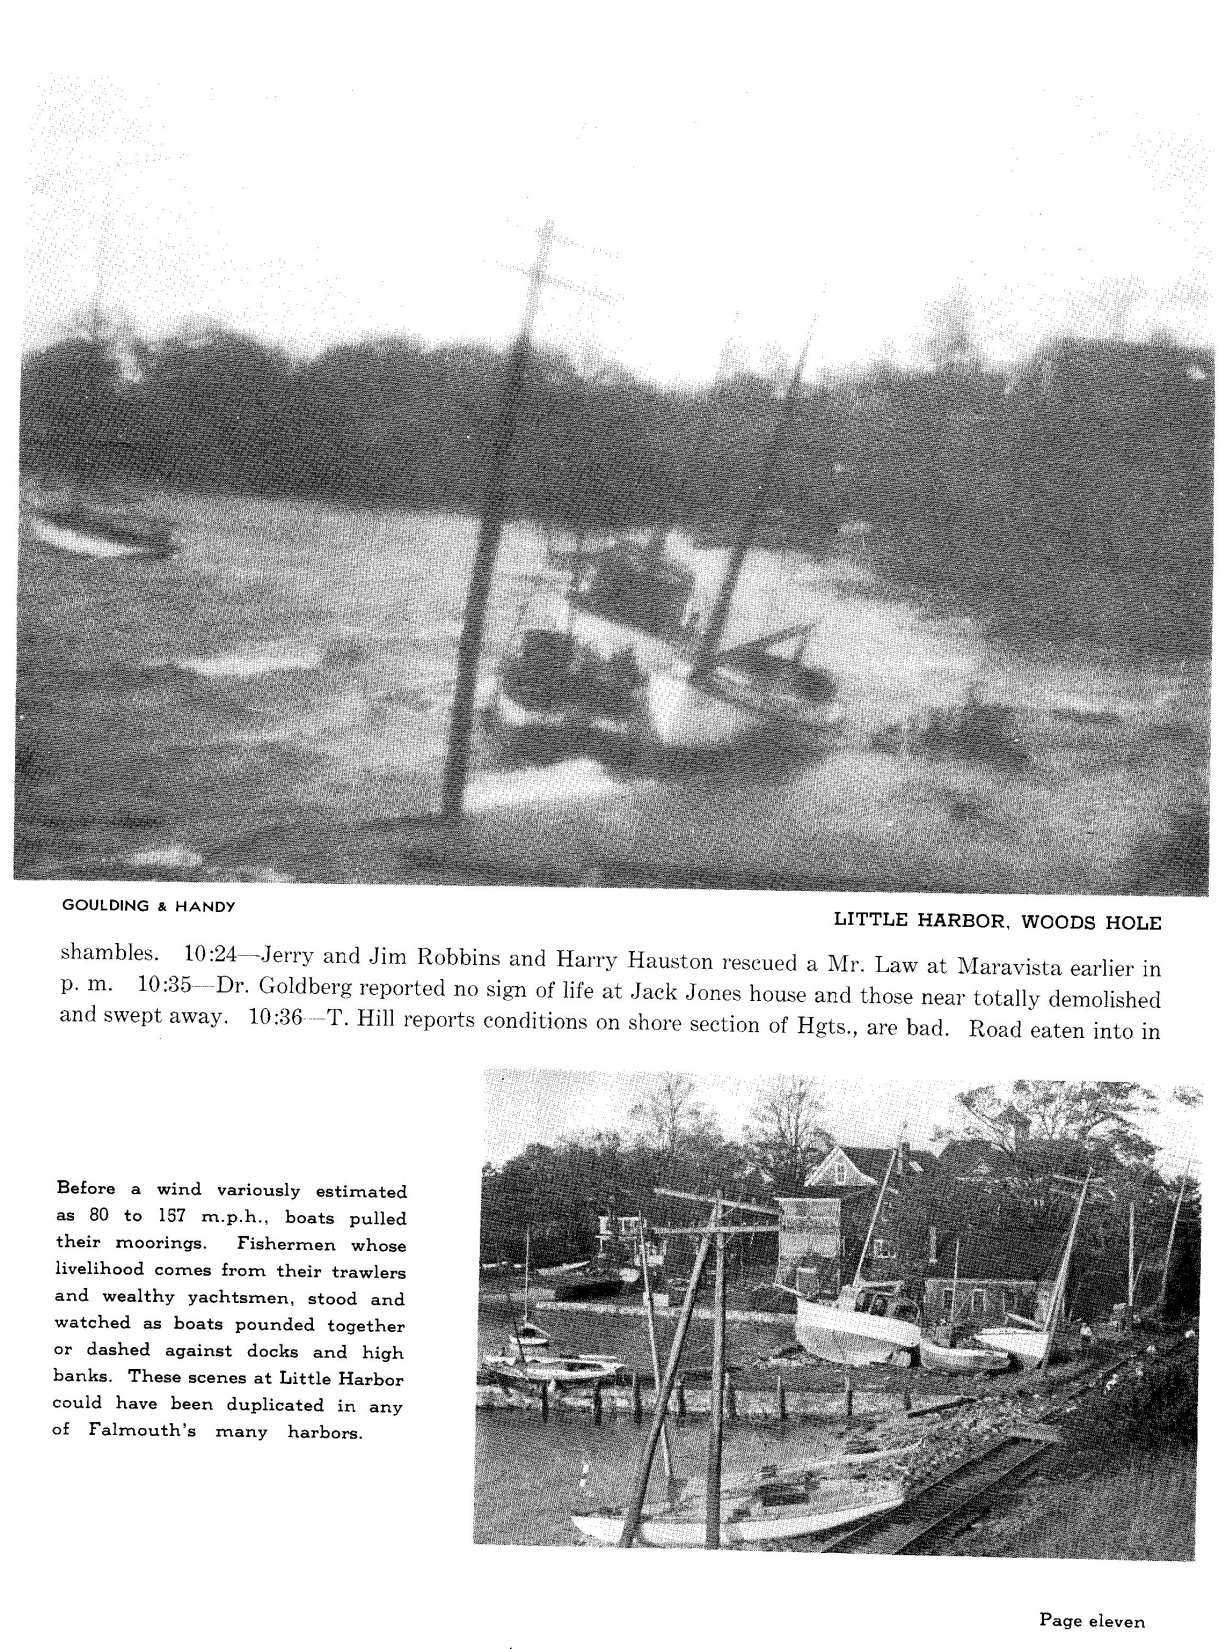 GOULDING & HANDY
LITTLE HARBOR, WOODS HOLE
shambles. 10:24—Jerry and Jim Robbins and Harry Hauston rescued a Mr. Law at Maravista earlier in
p. m. 10:35—Dr. Goldberg reported no sign of life at Jack Jones house and those near totally demolished
and swept away. 10:36—T. Hill reports conditions on shore section of Hgts., are bad. Road eaten into in
Before a wind variously estimated
as 80 to 157 m.p.h., boats pulled
their moorings. Fishermen whose
livelihood comes from their trawlers
and wealthy yachtsmen, stood and
watched as boats pounded together
or dashed against docks and high
banks. These scenes at Little Harbor
could have been duplicated in any
of Falmouth's many harbors.
Page eleven